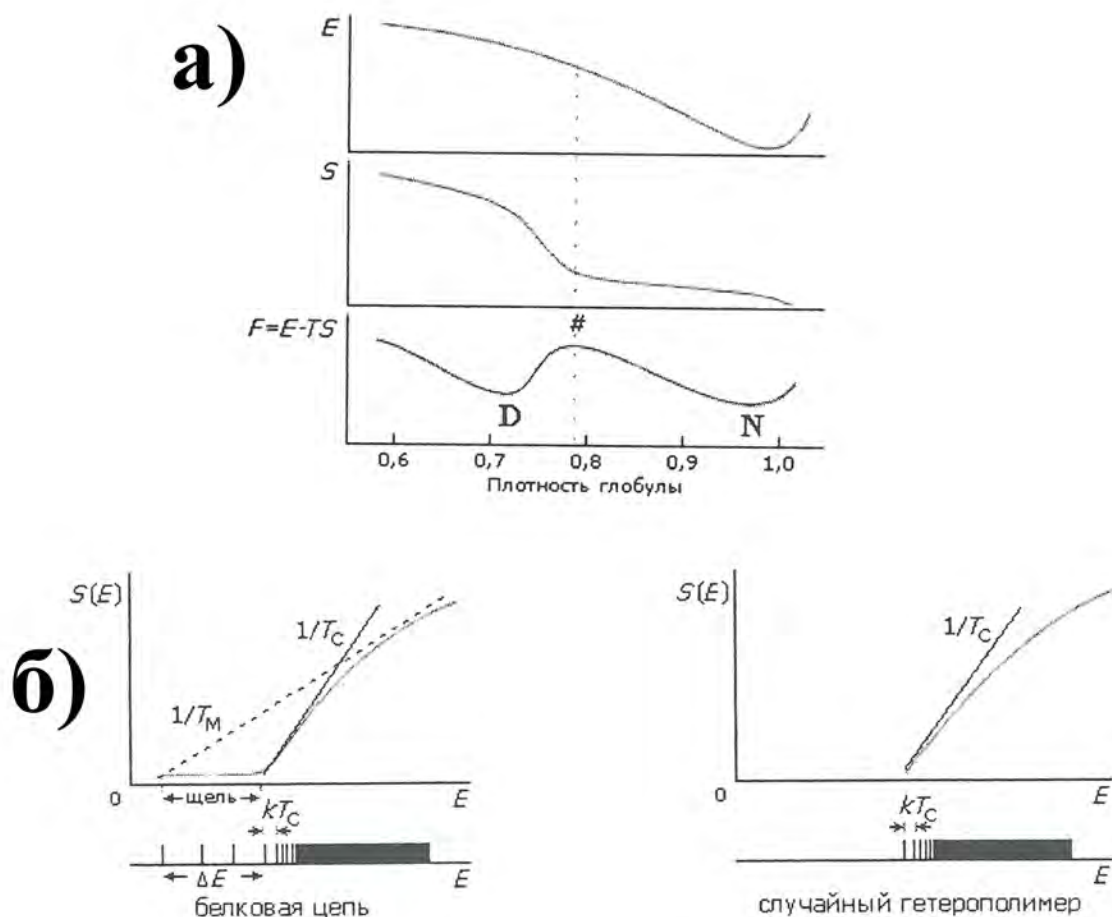 а)
E
S
F=E-TS
#
D
N
0,6 0,7 0,8 0,9 1,0
Плотность глобулы
б)
S(E)
1/T_C
1/T_M
0
щель
E
kT_C
E
ΔE
белковая цепь
S(E)
1/T_C
0
E
kT_C
E
случайный гетерополимер